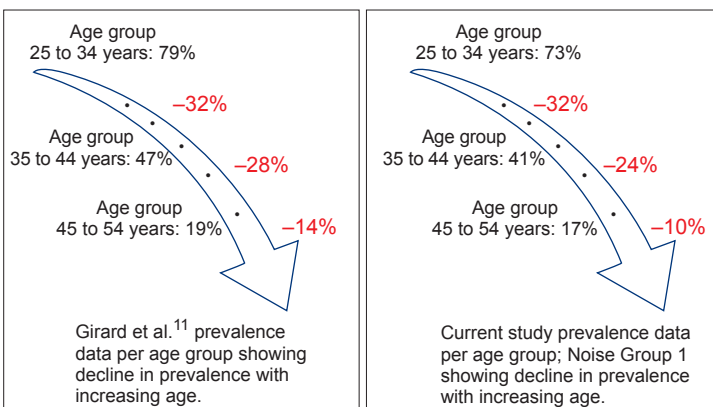 Age group
25 to 34 years: 79%
–32%
Age group
35 to 44 years: 47%
–28%
Age group
45 to 54 years: 19%
–14%
Girard et al.11 prevalence
data per age group showing
decline in prevalence with
increasing age.
Age group
25 to 34 years: 73%
–32%
Age group
35 to 44 years: 41%
–24%
Age group
45 to 54 years: 17%
–10%
Current study prevalence data
per age group; Noise Group 1
showing decline in prevalence
with increasing age.